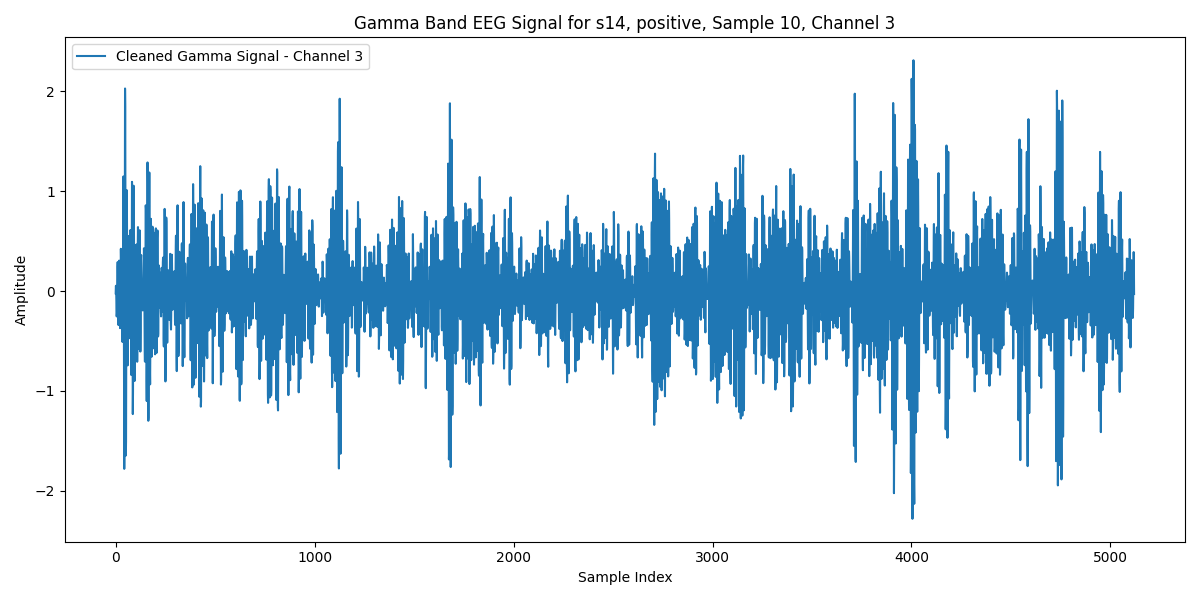 Gamma Band EEG Signal for s14, positive, Sample 10, Channel 3
Cleaned Gamma Signal - Channel 3
2
1
0
−1
−2
Amplitude
0 1000 2000 3000 4000 5000
Sample Index